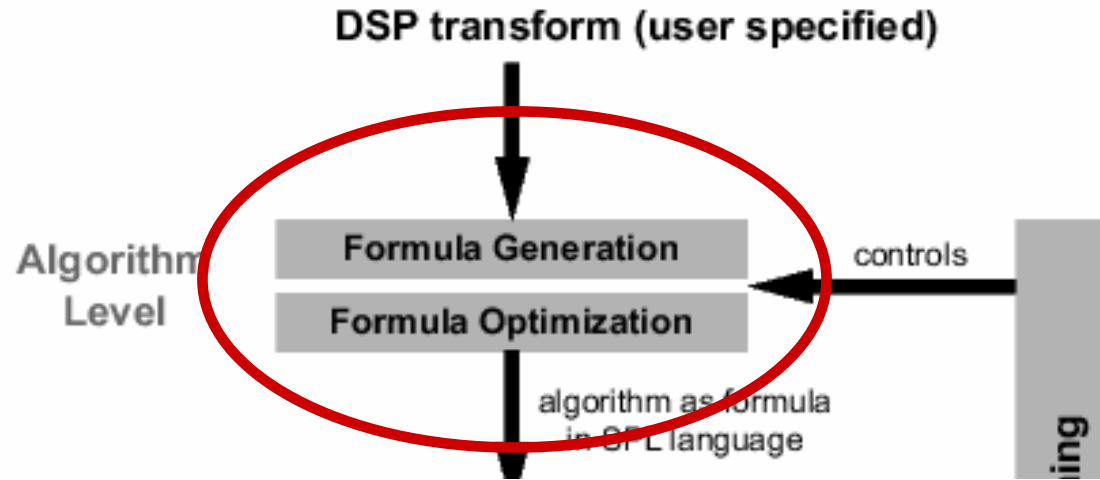 DSP transform (user specified)
Formula Generation
Algorithm
Level
controls
Formula Optimization
algorithm as formula
in SPL language